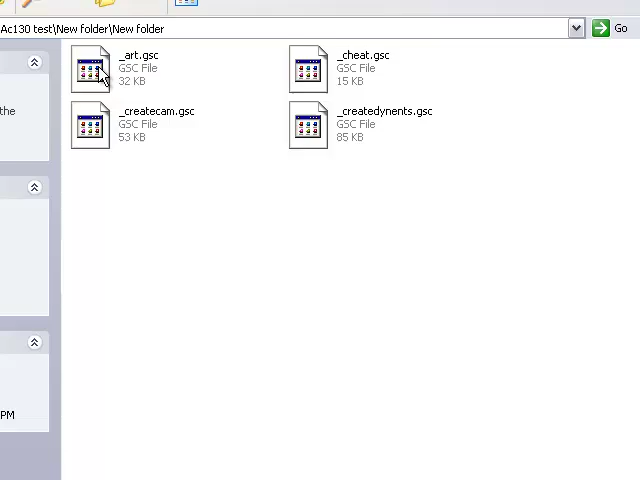 Ac130 test\New folder\New folder
Go
_art.gsc
GSC File
32 KB
_cheat.gsc
GSC File
15 KB
the
_createcam.gsc
GSC File
53 KB
_createdynents.gsc
GSC File
85 KB
PM